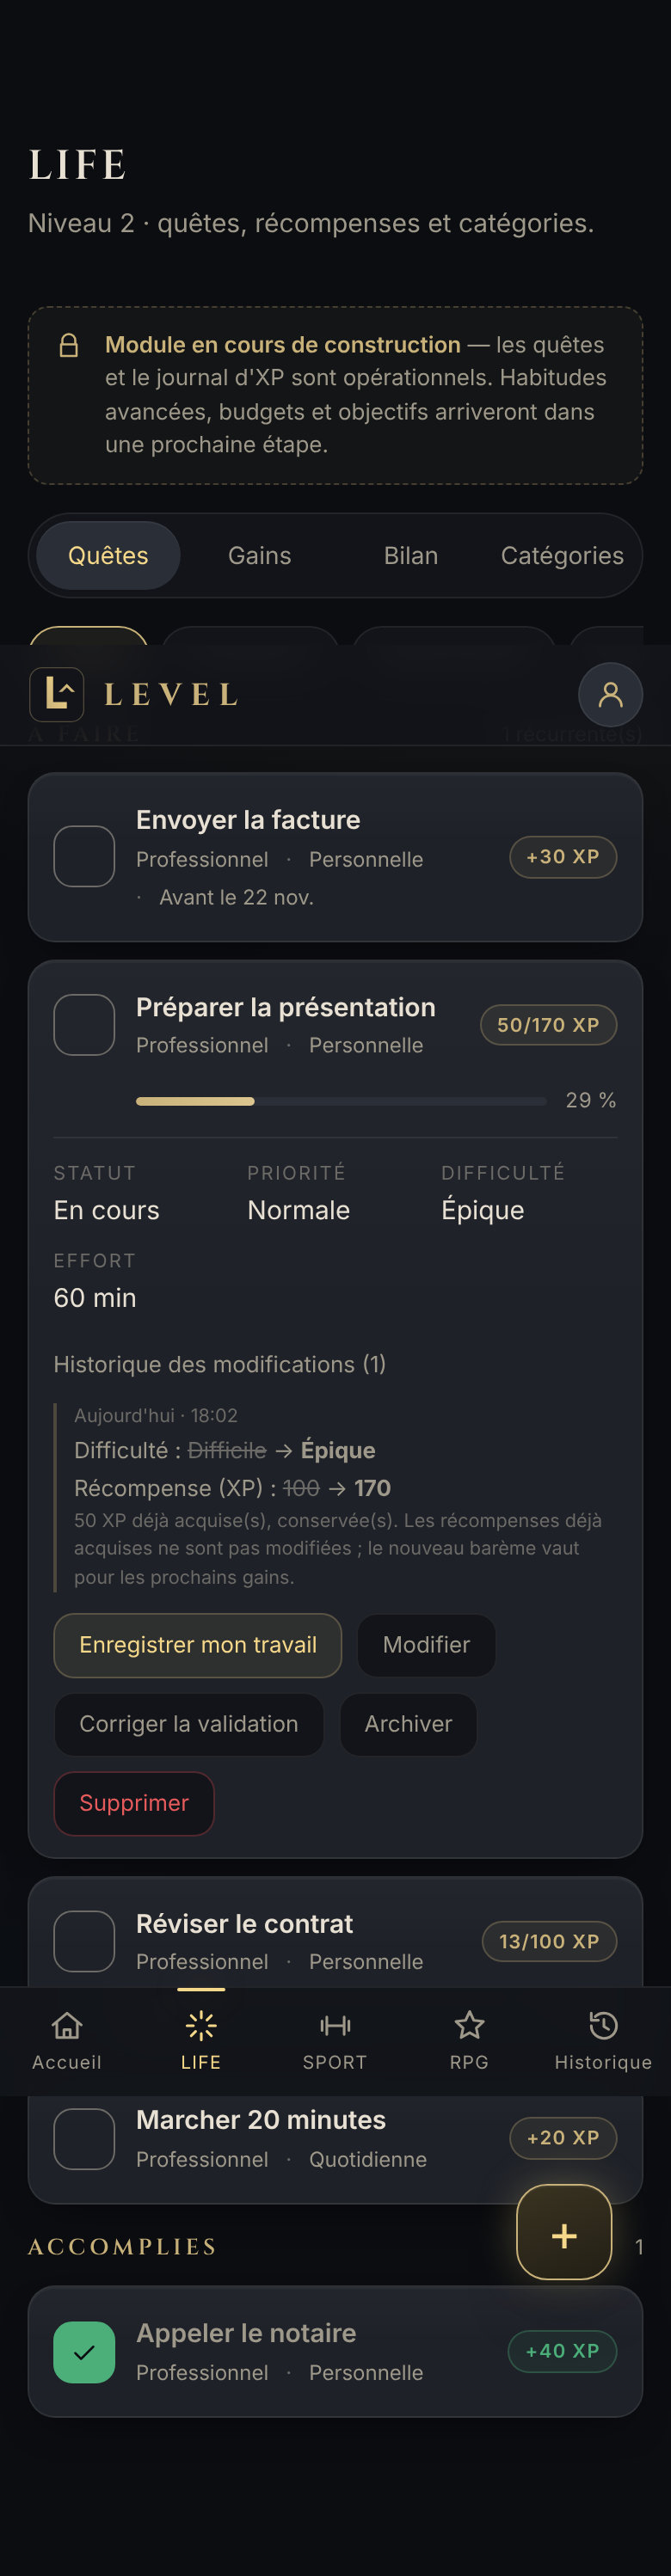 LIFE
Niveau 2 · quêtes, récompenses et catégories.
Module en cours de construction — les quêtes
et le journal d'XP sont opérationnels. Habitudes
avancées, budgets et objectifs arriveront dans
une prochaine étape.
Quêtes Gains Bilan Catégories
LEVEL
À FAIRE 1 récurrente(s)
Envoyer la facture
Professionnel · Personnelle
· Avant le 22 nov.
+30 XP
Préparer la présentation
Professionnel · Personnelle
50/170 XP
29 %
STATUT PRIORITÉ DIFFICULTÉ
En cours Normale Épique
EFFORT
60 min
Historique des modifications (1)
Aujourd'hui · 18:02
Difficulté : Difficile → Épique
Récompense (XP) : 100 → 170
50 XP déjà acquise(s), conservée(s). Les récompenses déjà
acquises ne sont pas modifiées ; le nouveau barème vaut
pour les prochains gains.
Enregistrer mon travail Modifier
Corriger la validation Archiver
Supprimer
Réviser le contrat
Professionnel · Personnelle
13/100 XP
Accueil LIFE SPORT RPG Historique
Marcher 20 minutes
Professionnel · Quotidienne
+20 XP
ACCOMPLIES 1
Appeler le notaire
Professionnel · Personnelle
+40 XP